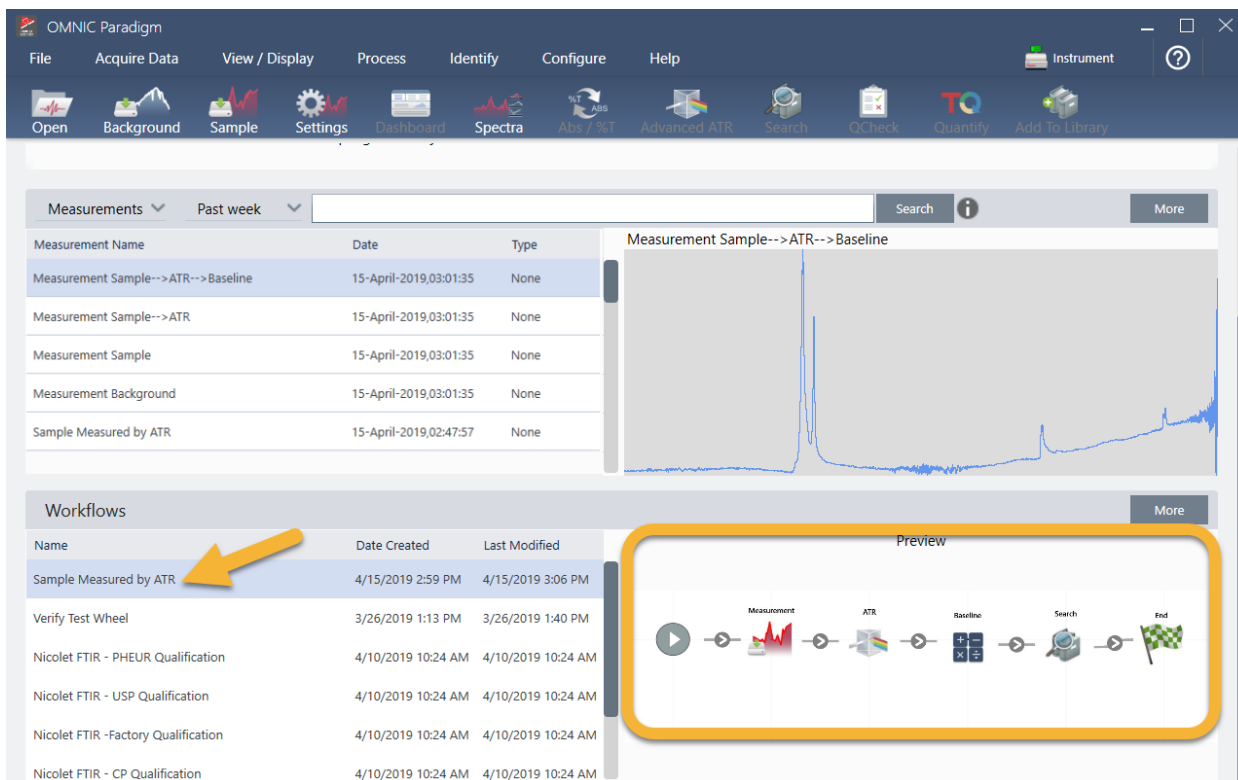 OMNIC Paradigm
File Acquire Data View / Display Process Identify Configure Help Instrument
%T ABS
Open Background Sample Settings Dashboard Spectra Abs / %T Advanced ATR Search QCheck TQ Quantify Add To Library
Measurements Past week Search More
Measurement Name Date Type
Measurement Sample-->ATR-->Baseline 15-April-2019,03:01:35 None
Measurement Sample-->ATR 15-April-2019,03:01:35 None
Measurement Sample 15-April-2019,03:01:35 None
Measurement Background 15-April-2019,03:01:35 None
Sample Measured by ATR 15-April-2019,02:47:57 None
Measurement Sample-->ATR-->Baseline
Workflows More
Name Date Created Last Modified
Sample Measured by ATR 4/15/2019 2:59 PM 4/15/2019 3:06 PM
Verify Test Wheel 3/26/2019 1:13 PM 3/26/2019 1:40 PM
Nicolet FTIR - PHEUR Qualification 4/10/2019 10:24 AM 4/10/2019 10:24 AM
Nicolet FTIR - USP Qualification 4/10/2019 10:24 AM 4/10/2019 10:24 AM
Nicolet FTIR -Factory Qualification 4/10/2019 10:24 AM 4/10/2019 10:24 AM
Nicolet FTIR - CP Qualification 4/10/2019 10:24 AM 4/10/2019 10:24 AM
Preview
Measurement ATR Baseline Search End